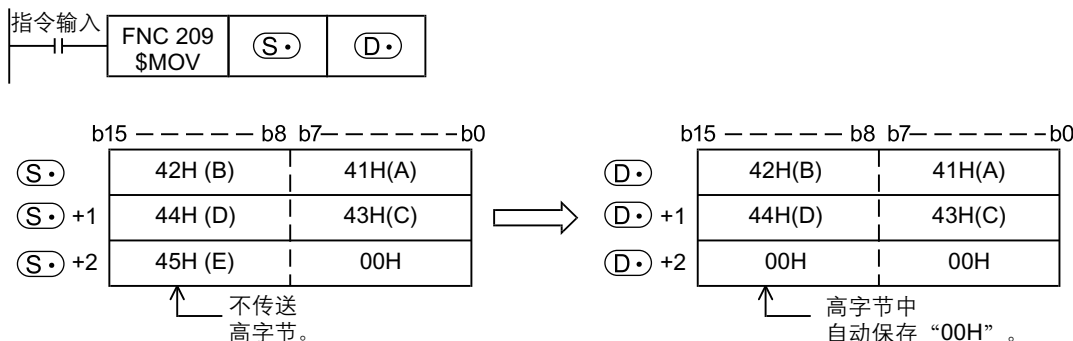 指令输入
FNC 209
$MOV
S・
D・
b15 — — — — — b8 b7 — — — — — — b0
b15 — — — — — b8 b7 — — — — — — b0
S・ 42H (B) 41H(A)
D・ 42H(B) 41H(A)
S・ +1 44H (D) 43H(C)
D・ +1 44H(D) 43H(C)
S・ +2 45H (E) 00H
D・ +2 00H 00H
不传送
高字节。
高字节中
自动保存“00H”。